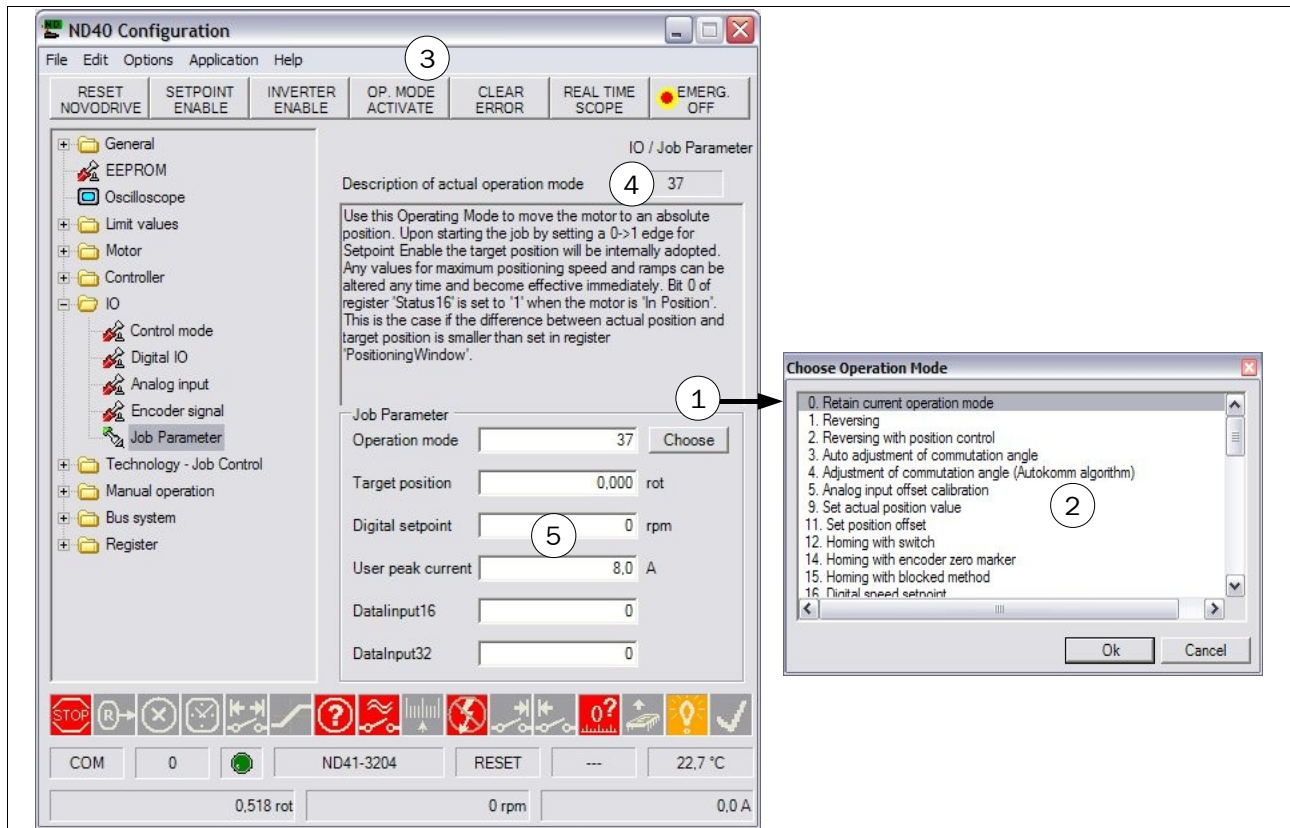 ND40 Configuration
File Edit Options Application Help
3
RESET NOVODRIVE
SETPOINT ENABLE
INVERTER ENABLE
OP. MODE ACTIVATE
CLEAR ERROR
REAL TIME SCOPE
EMERG. OFF
General
EEPROM
Oscilloscope
Limit values
Motor
Controller
IO
Control mode
Digital IO
Analog input
Encoder signal
Job Parameter
Technology - Job Control
Manual operation
Bus system
Register
IO / Job Parameter
Description of actual operation mode 4 37
Use this Operating Mode to move the motor to an absolute
position. Upon starting the job by setting a 0->1 edge for
Setpoint Enable the target position will be internally adopted.
Any values for maximum positioning speed and ramps can be
altered any time and become effective immediately. Bit 0 of
register 'Status16' is set to '1' when the motor is 'In Position'.
This is the case if the difference between actual position and
target position is smaller than set in register
'PositioningWindow'.
1
Job Parameter
Operation mode 37 Choose
Target position 0,000 rot
Digital setpoint 0 rpm
5
User peak current 8,0 A
DataIinput16 0
DataInput32 0
STOP R ? 0?
COM 0 ND41-3204 RESET --- 22,7 °C
0,518 rot 0 rpm 0,0 A
Choose Operation Mode
0. Retain current operation mode
1. Reversing
2. Reversing with position control
3. Auto adjustment of commutation angle
4. Adjustment of commutation angle (Autokomm algorithm)
5. Analog input offset calibration
9. Set actual position value
2
11. Set position offset
12. Homing with switch
14. Homing with encoder zero marker
15. Homing with blocked method
16. Digital speed setpoint
Ok Cancel